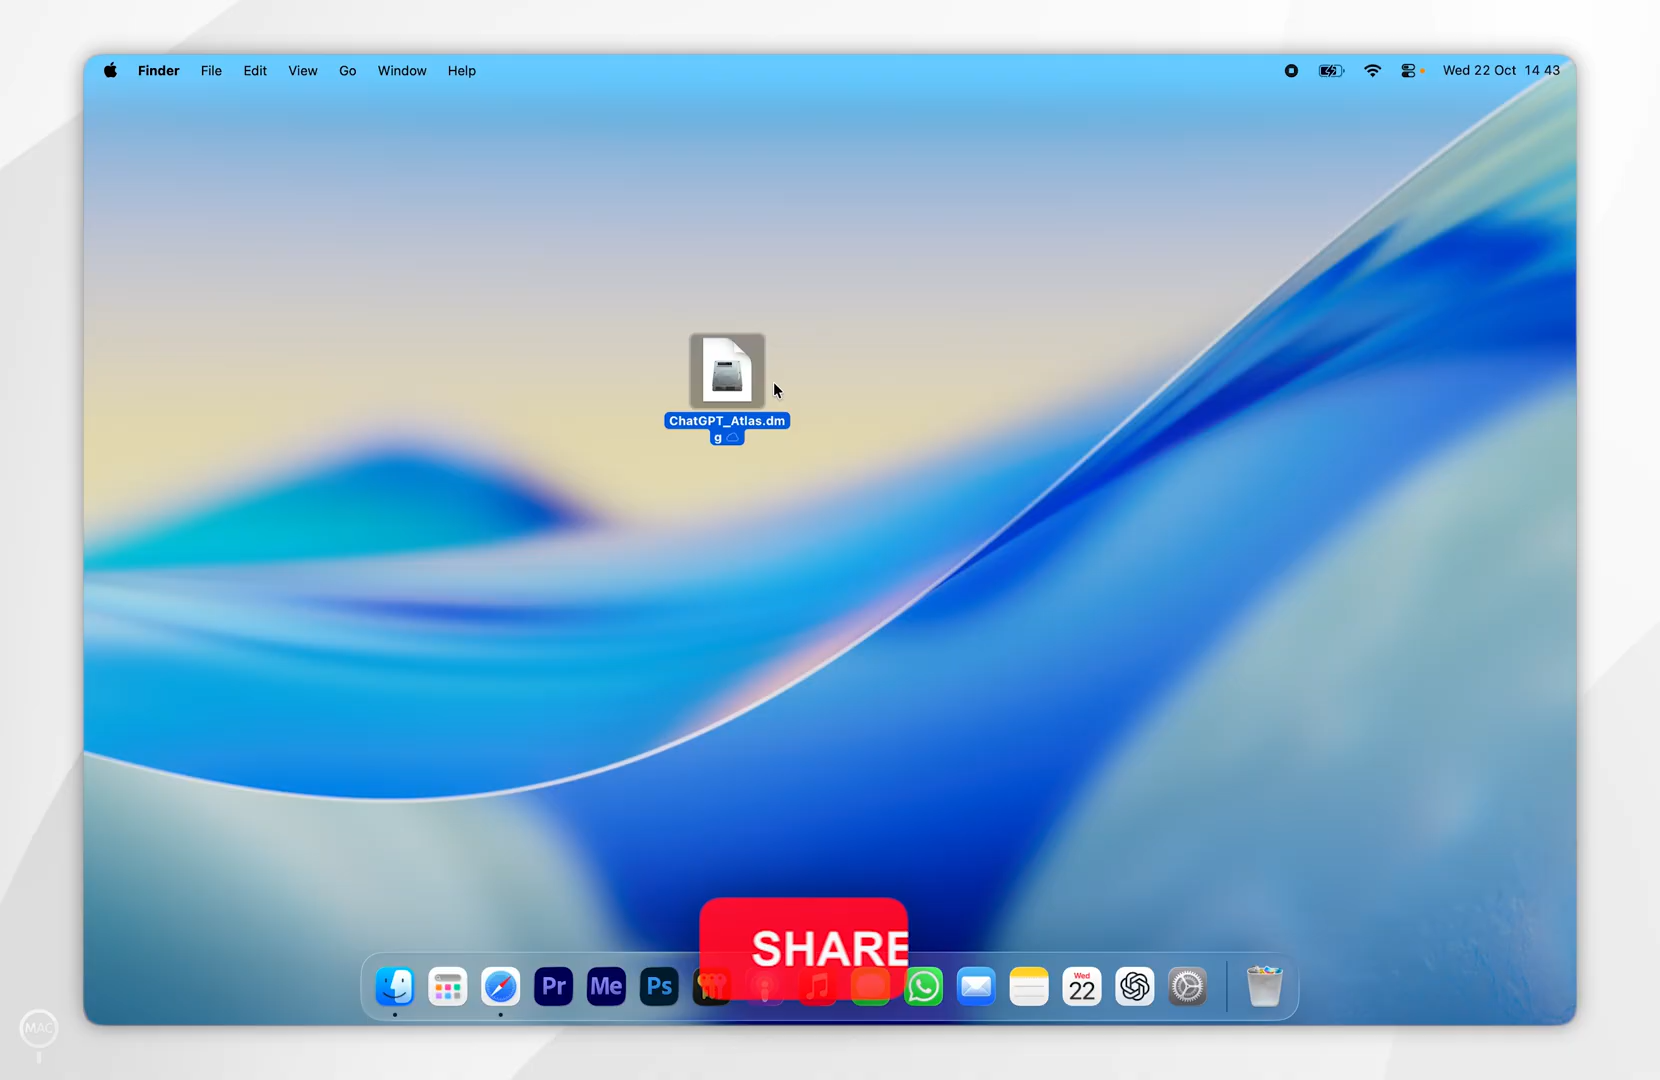 Finder File Edit View Go Window Help
Wed 22 Oct 14 43
ChatGPT_Atlas.dm
g
SHARE
Pr
Me
Ps
Wed
22
MAC